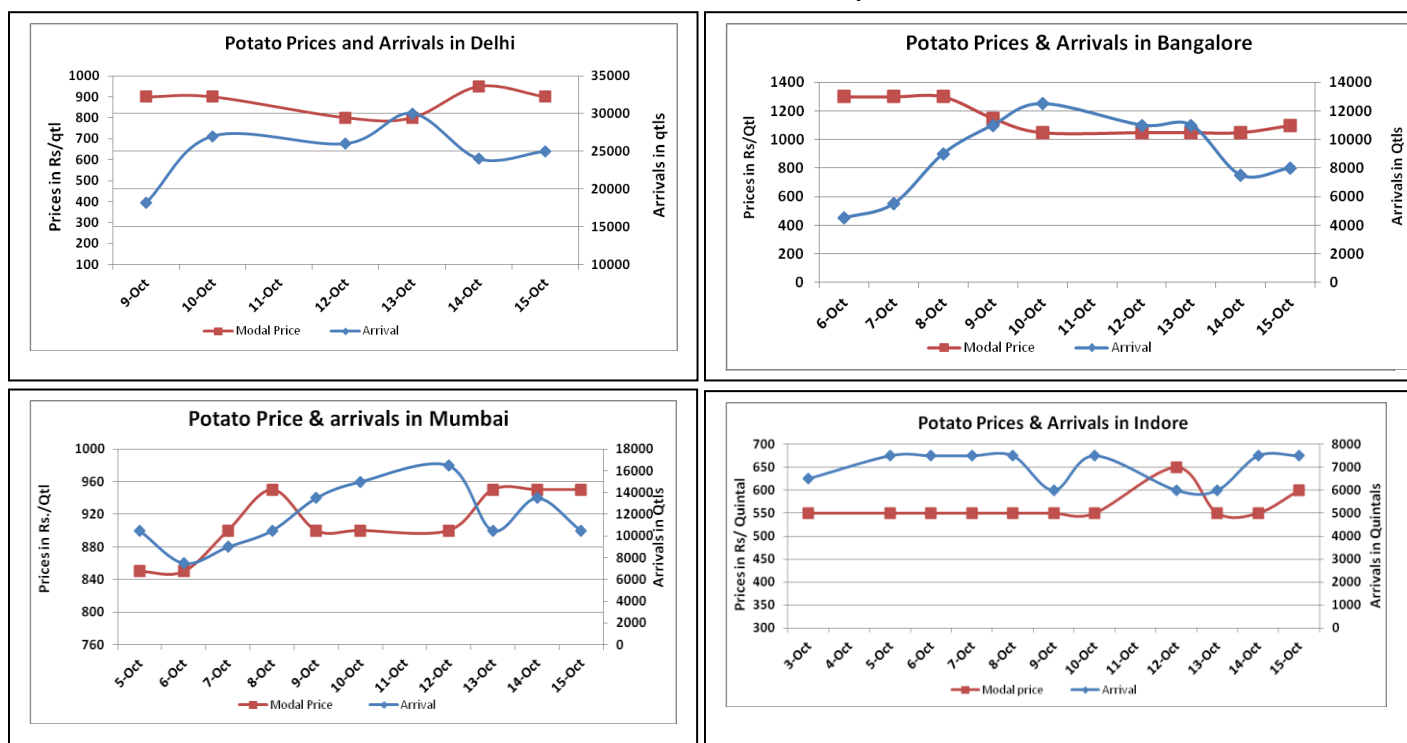 Potato Prices and Arrivals in Delhi
Prices in Rs/qtl
1000
900
800
700
600
500
400
300
200
100
35000
30000
25000
20000
15000
10000
Arrivals in qtls
9-Oct
10-Oct
11-Oct
12-Oct
13-Oct
14-Oct
15-Oct
Modal Price
Arrival
Potato Prices & Arrivals in Bangalore
Prices in Rs/Qtl
1400
1200
1000
800
600
400
200
0
14000
12000
10000
8000
6000
4000
2000
0
Arrivals in Qtls
6-Oct
7-Oct
8-Oct
9-Oct
10-Oct
11-Oct
12-Oct
13-Oct
14-Oct
15-Oct
Modal Price
Arrival
Potato Price & arrivals in Mumbai
Prices in Rs./Qtl
1000
960
920
880
840
800
760
18000
16000
14000
12000
10000
8000
6000
4000
2000
0
Arrivals in Qtls
5-Oct
6-Oct
7-Oct
8-Oct
9-Oct
10-Oct
11-Oct
12-Oct
13-Oct
14-Oct
15-Oct
Modal Price
Arrival
Potato Prices & Arrivals in Indore
Prices in Rs/ Quintal
700
650
600
550
500
450
400
350
300
8000
7000
6000
5000
4000
3000
2000
1000
0
Arrivals in Quintals
3-Oct
4-Oct
5-Oct
6-Oct
7-Oct
8-Oct
9-Oct
10-Oct
11-Oct
12-Oct
13-Oct
14-Oct
15-Oct
Modal price
Arrival